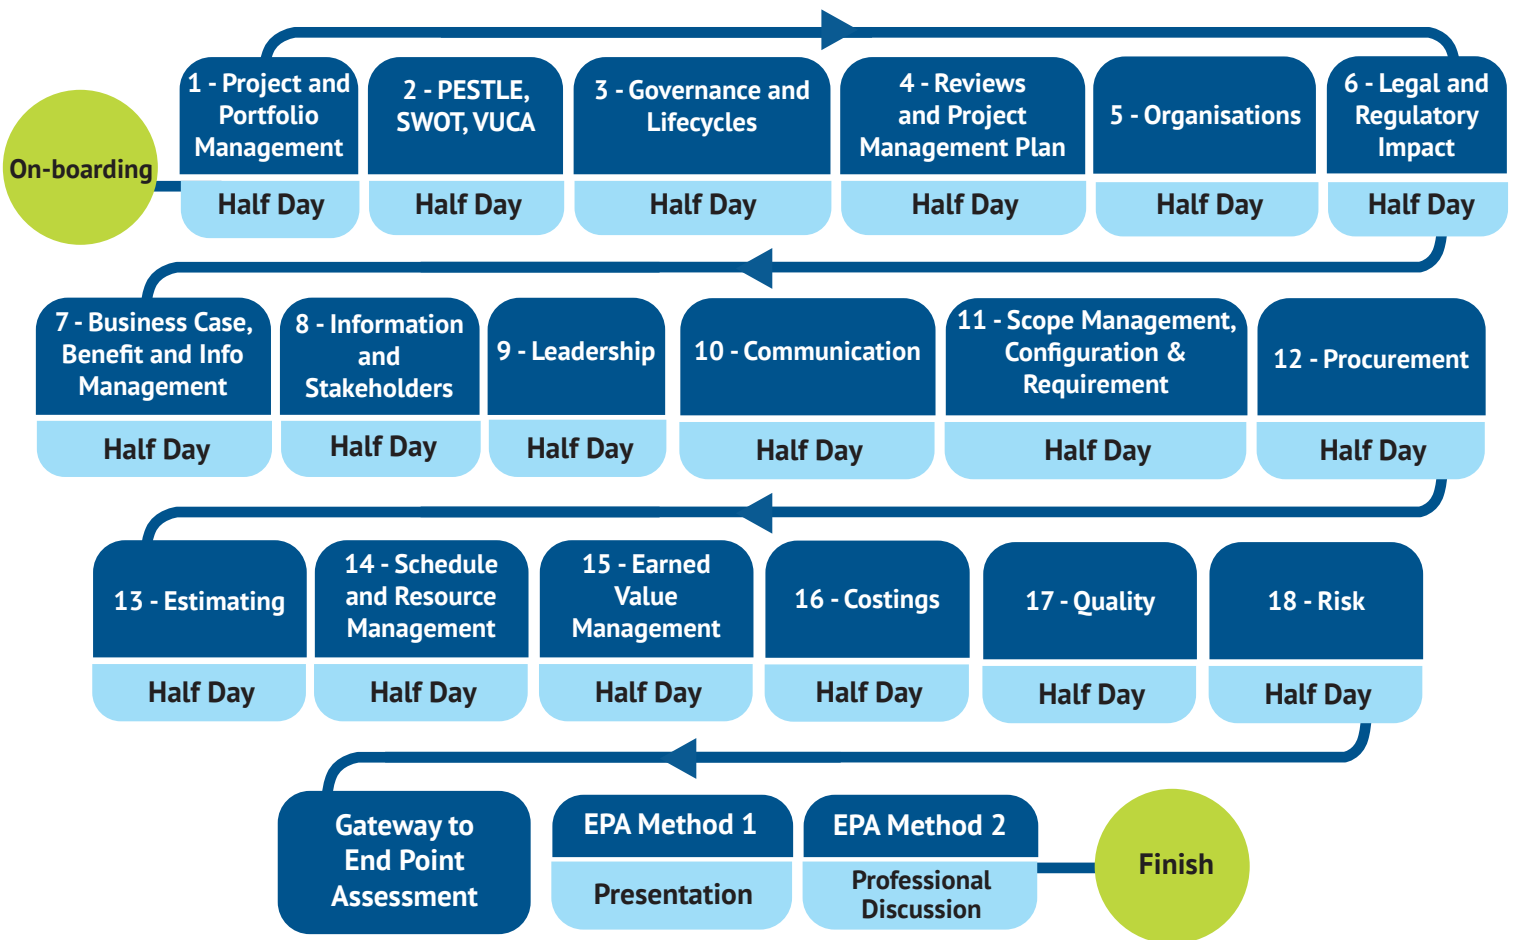 On-boarding
1 - Project and
Portfolio
Management
Half Day
2 - PESTLE,
SWOT, VUCA
Half Day
3 - Governance and
Lifecycles
Half Day
4 - Reviews
and Project
Management Plan
Half Day
5 - Organisations
Half Day
6 - Legal and
Regulatory
Impact
Half Day
7 - Business Case,
Benefit and Info
Management
Half Day
8 - Information
and
Stakeholders
Half Day
9 - Leadership
Half Day
10 - Communication
Half Day
11 - Scope Management,
Configuration &
Requirement
Half Day
12 - Procurement
Half Day
13 - Estimating
Half Day
14 - Schedule
and Resource
Management
Half Day
15 - Earned
Value
Management
Half Day
16 - Costings
Half Day
17 - Quality
Half Day
18 - Risk
Half Day
Gateway to
End Point
Assessment
EPA Method 1
Presentation
EPA Method 2
Professional
Discussion
Finish